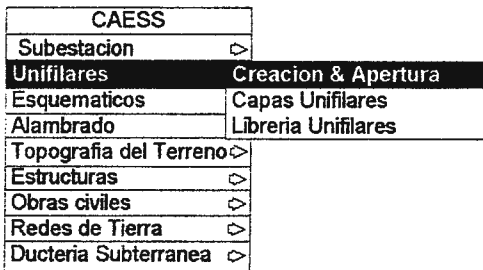 CAESS
Subestacion
Unifilares Creacion & Apertura
Esquematicos Capas Unifilares
Alambrado Libreria Unifilares
Topografia del Terreno
Estructuras
Obras civiles
Redes de Tierra
Ducteria Subterranea